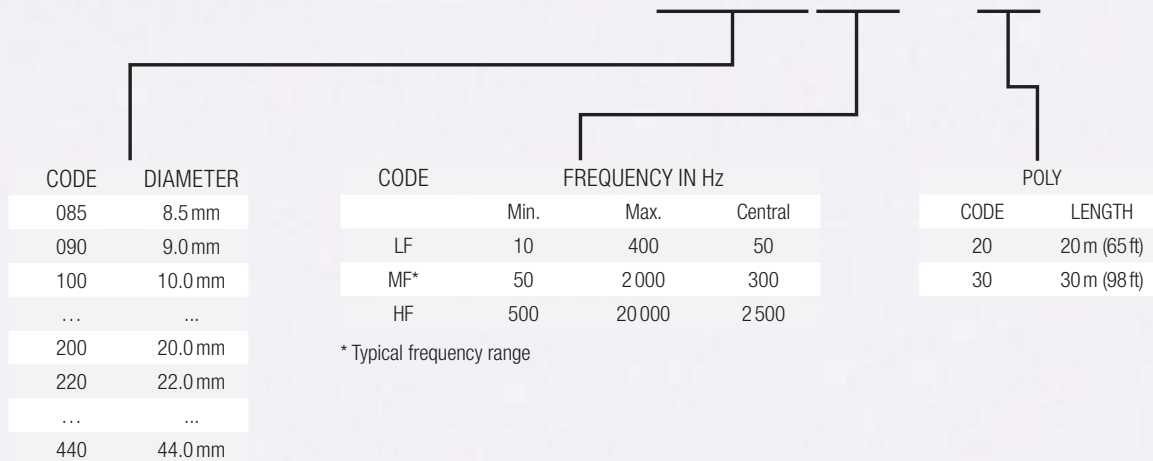 CODE DIAMETER
085 8.5 mm
090 9.0 mm
100 10.0 mm
... ...
200 20.0 mm
220 22.0 mm
... ...
440 44.0 mm
CODE FREQUENCY IN Hz
Min. Max. Central
LF 10 400 50
MF* 50 2 000 300
HF 500 20 000 2 500
* Typical frequency range
POLY
CODE LENGTH
20 20 m (65 ft)
30 30 m (98 ft)